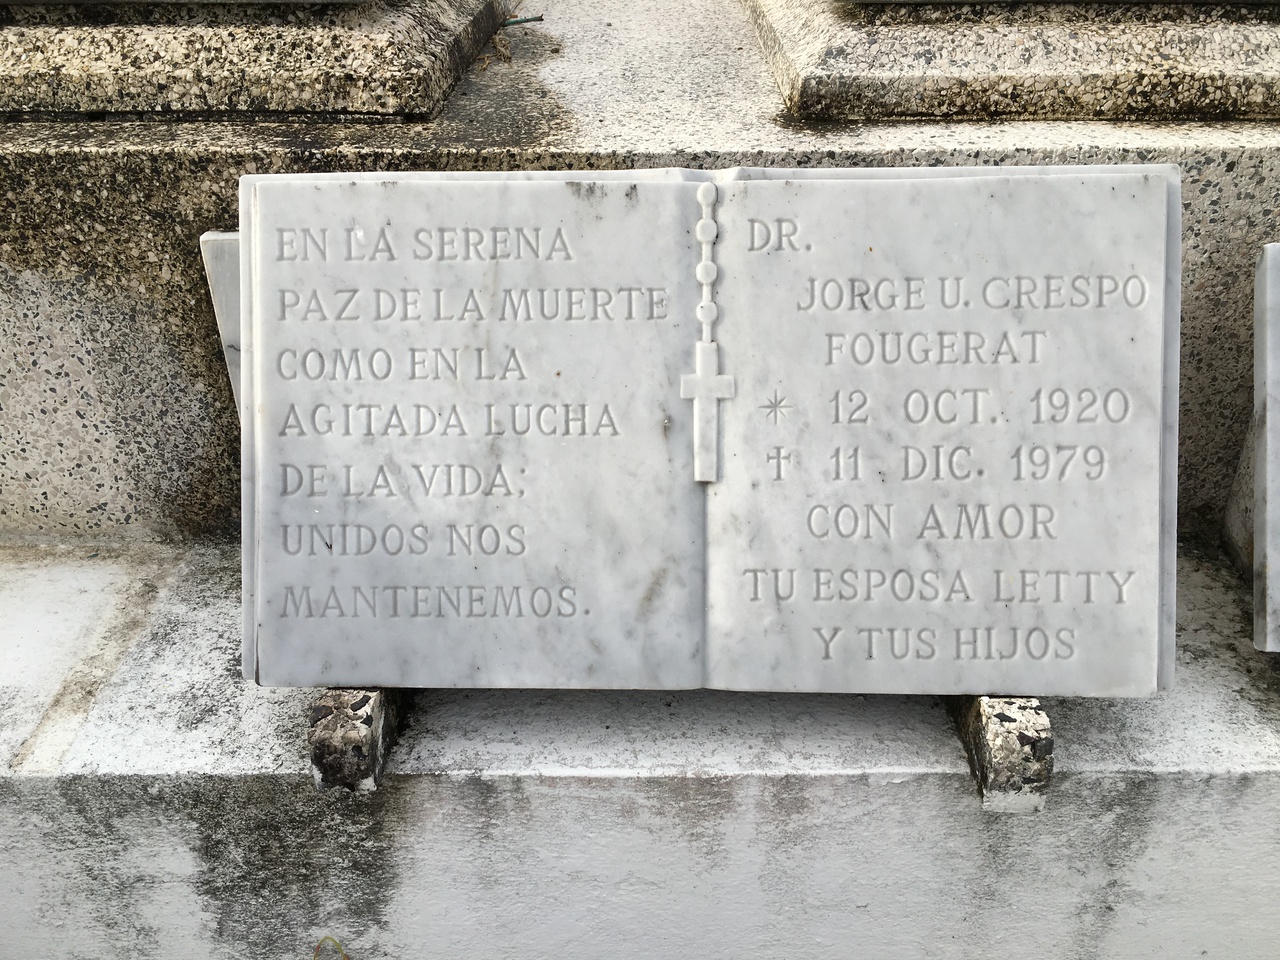 EN LA SERENA
PAZ DE LA MUERTE
COMO EN LA
AGITADA LUCHA
DE LA VIDA;
UNIDOS NOS
MANTENEMOS.
DR.
JORGE U. CRESPO
FOUGERAT
* 12 OCT. 1920
† 11 DIC. 1979
CON AMOR
TU ESPOSA LETTY
Y TUS HIJOS